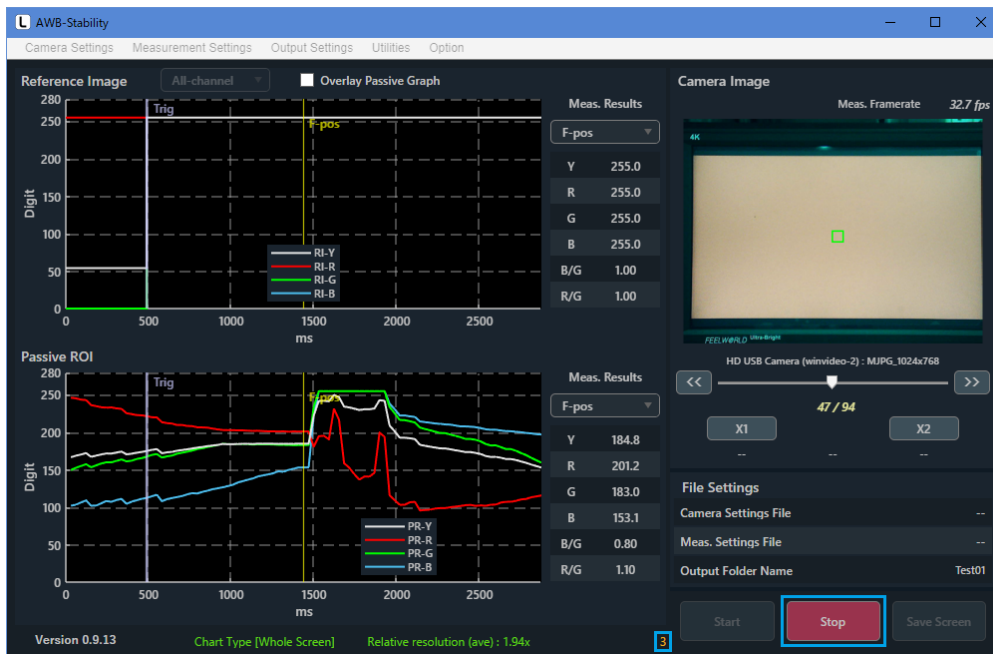 L AWB-Stability
Camera Settings Measurement Settings Output Settings Utilities Option
Reference Image All-channel Overlay Passive Graph
Digit
280
250
200
150
100
50
0
Trig
F-pos
RI-Y
RI-R
RI-G
RI-B
0 500 1000 1500 2000 2500
ms
Meas. Results
F-pos
Y 255.0
R 255.0
G 255.0
B 255.0
B/G 1.00
R/G 1.00
Passive ROI
Digit
280
250
200
150
100
50
0
Trig
F-pos
PR-Y
PR-R
PR-G
PR-B
0 500 1000 1500 2000 2500
ms
Meas. Results
F-pos
Y 184.8
R 201.2
G 183.0
B 153.1
B/G 0.80
R/G 1.10
Camera Image
Meas. Framerate 32.7 fps
4K
FEELWORLD Ultra-Bright
HD USB Camera (winvideo-2) : MJPG_1024x768
<< >>
47 / 94
X1 X2
-- -- --
File Settings
Camera Settings File --
Meas. Settings File --
Output Folder Name Test01
Start Stop Save Screen
Version 0.9.13 Chart Type [Whole Screen] Relative resolution (ave) : 1.94x 3